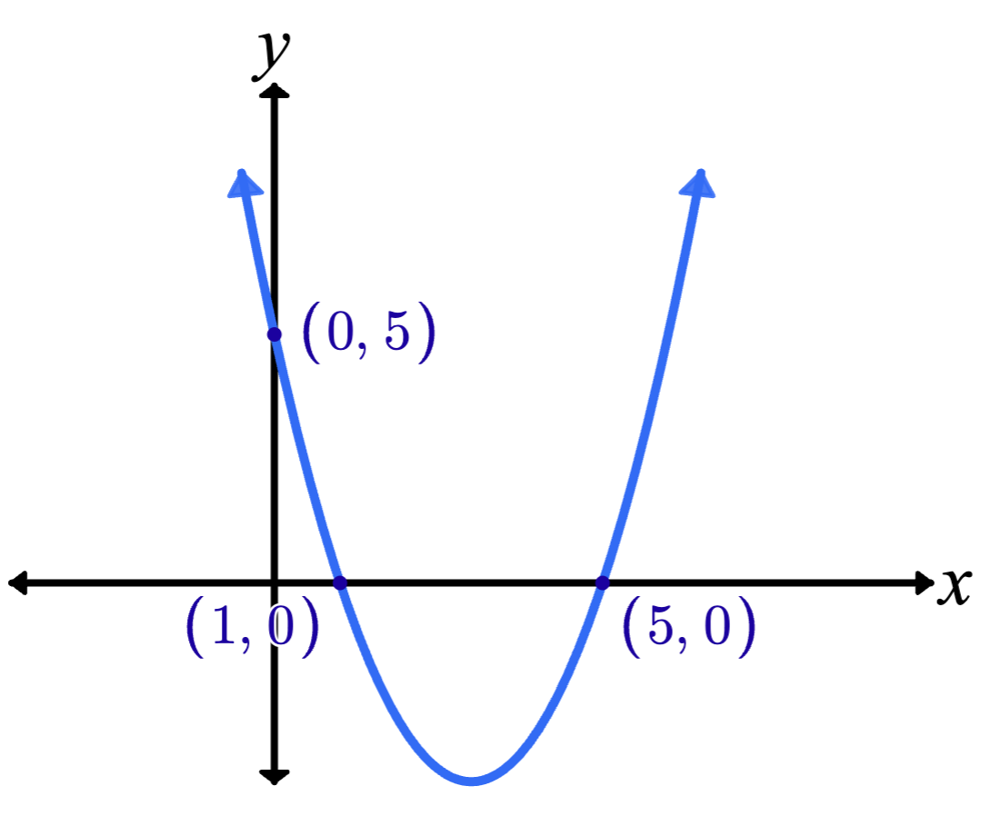 y
(0, 5)
x
(1, 0)
(5, 0)